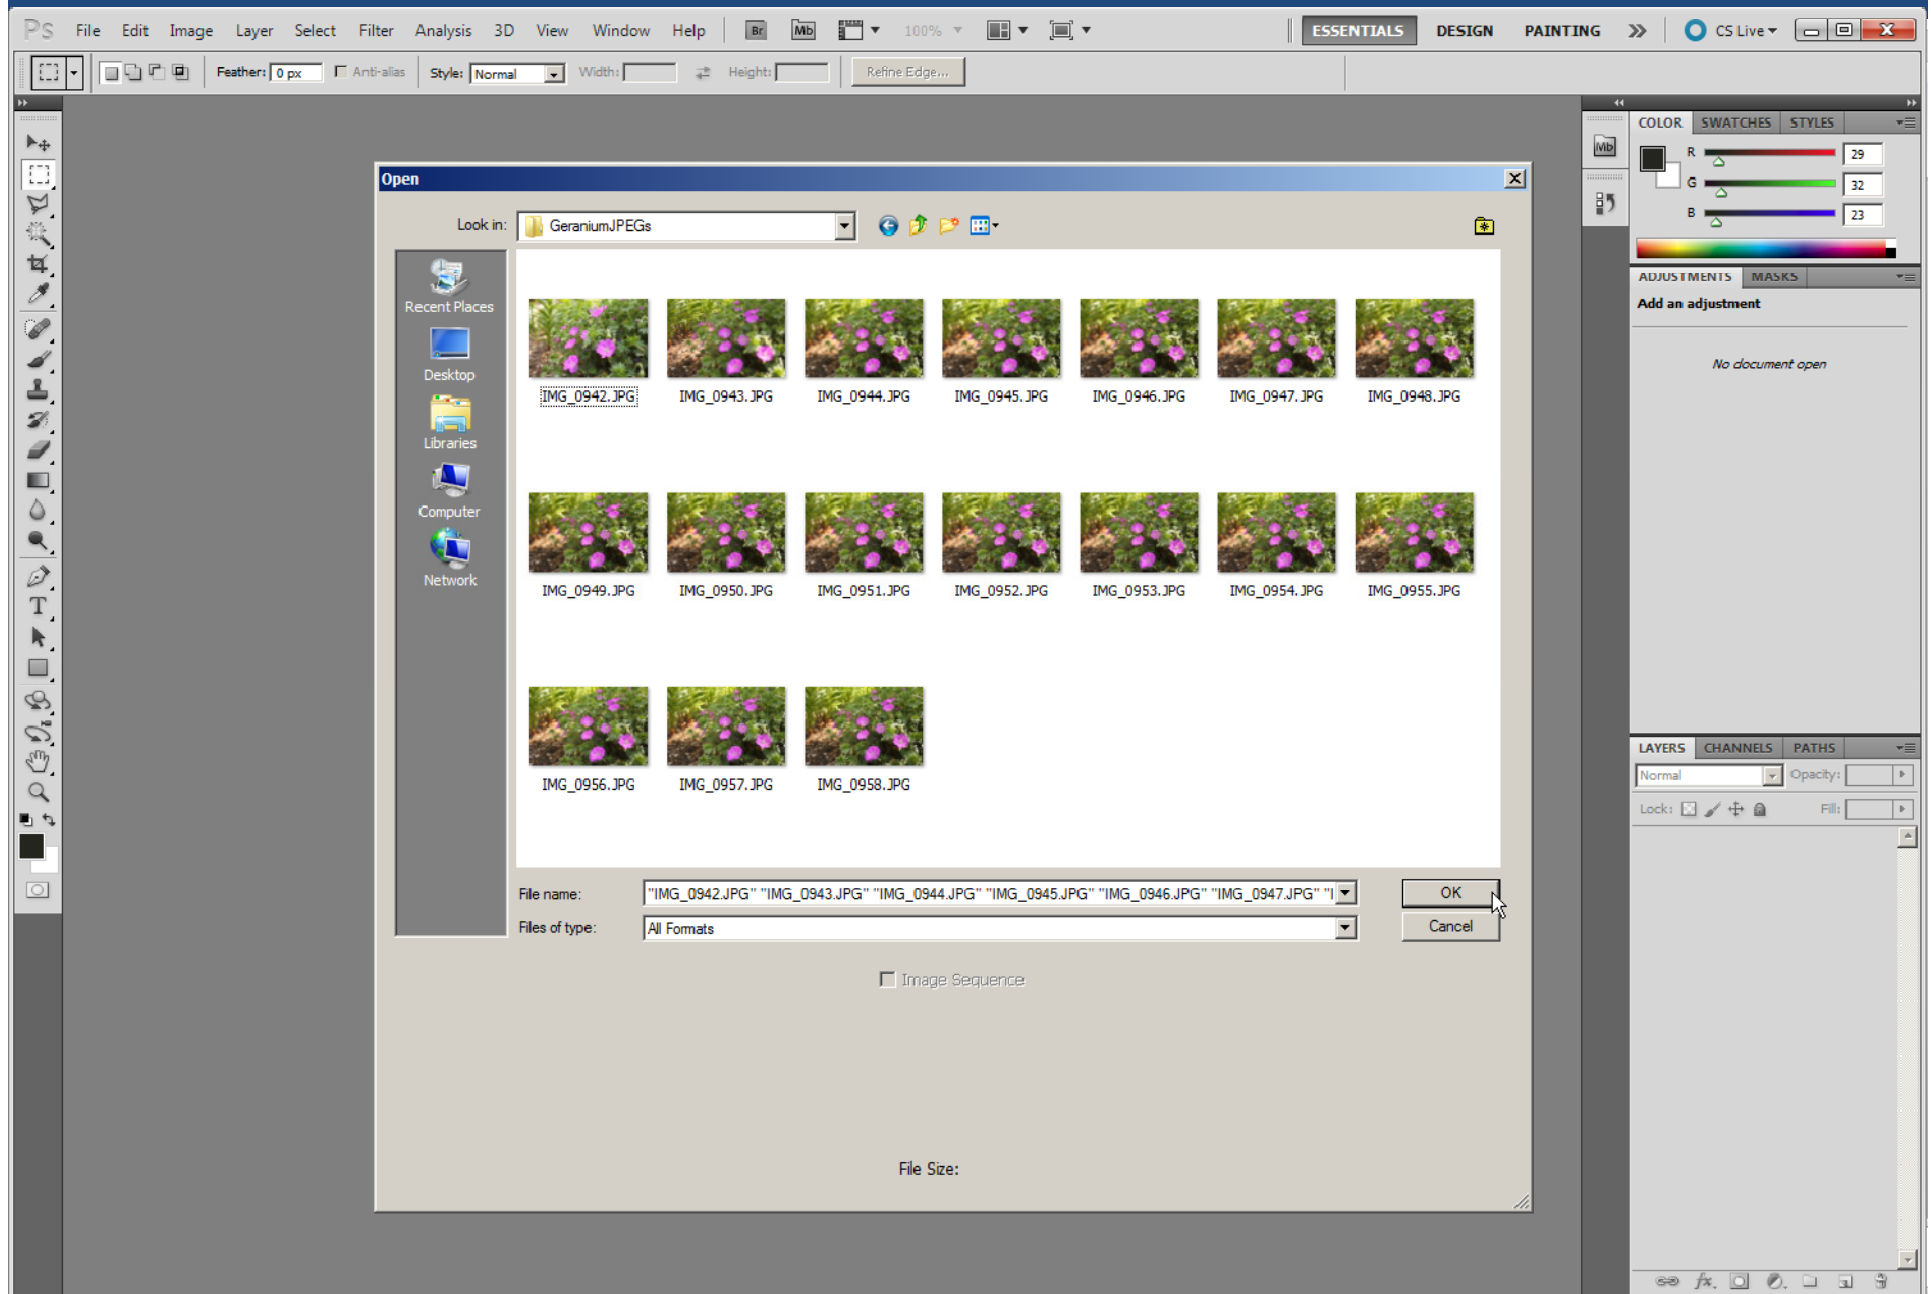 Ps File Edit Image Layer Select Filter Analysis 3D View Window Help Br Mb 100% ESSENTIALS DESIGN PAINTING CS Live
Feather: 0 px Anti-alias Style: Normal Width: Height: Refine Edge...
Open
Look in: GeraniumJPEGs
Recent Places
Desktop
Libraries
Computer
Network
IMG_0942.JPG IMG_0943.JPG IMG_0944.JPG IMG_0945.JPG IMG_0946.JPG IMG_0947.JPG IMG_0948.JPG
IMG_0949.JPG IMG_0950.JPG IMG_0951.JPG IMG_0952.JPG IMG_0953.JPG IMG_0954.JPG IMG_0955.JPG
IMG_0956.JPG IMG_0957.JPG IMG_0958.JPG
File name: "IMG_0942.JPG" "IMG_0943.JPG" "IMG_0944.JPG" "IMG_0945.JPG" "IMG_0946.JPG" "IMG_0947.JPG" "I OK
Files of type: All Formats Cancel
Image Sequence
File Size:
Mb
COLOR SWATCHES STYLES
R 29
G 32
B 23
ADJUSTMENTS MASKS
Add an adjustment
No document open
LAYERS CHANNELS PATHS
Normal Opacity:
Lock: Fill:
fx.
T